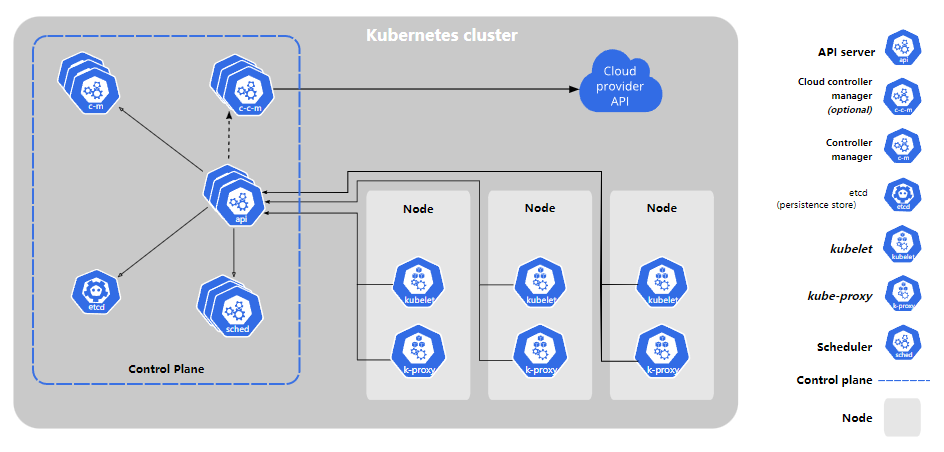 Kubernetes cluster
c-m
c-c-m
Cloud
provider
API
api
etcd
sched
Control Plane
Node
Node
Node
kubelet
kubelet
kubelet
k-proxy
k-proxy
k-proxy
API server
api
Cloud controller
manager
(optional)
c-c-m
Controller
manager
c-m
etcd
(persistence store)
etcd
kubelet
kubelet
kube-proxy
k-proxy
Scheduler
sched
Control plane
Node